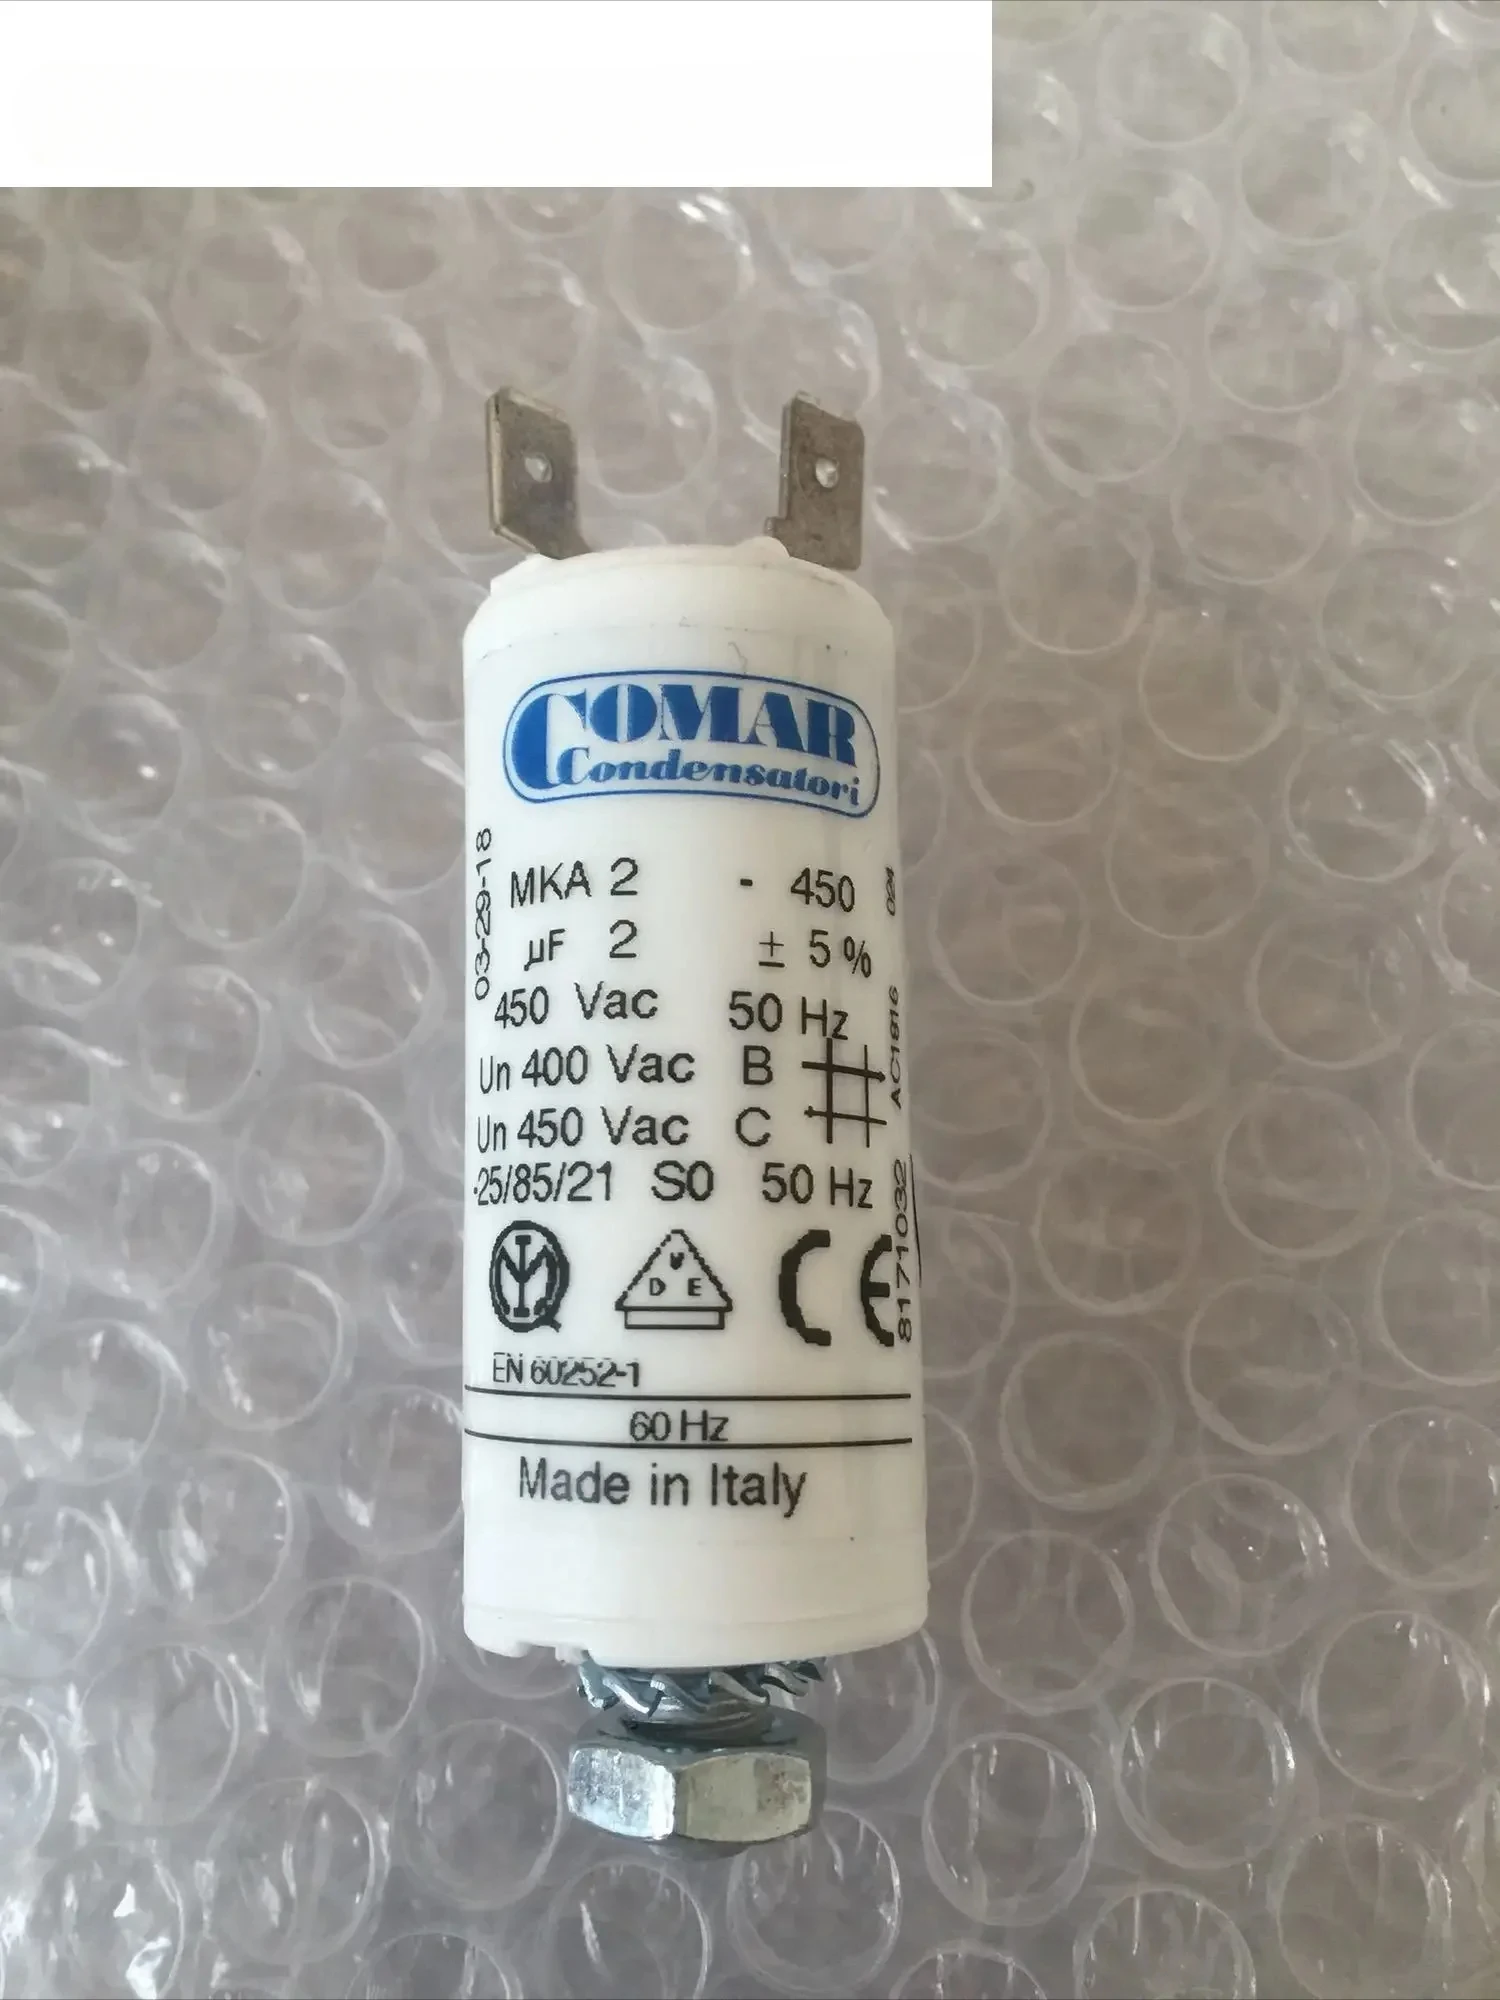 COMAR
Condensatori
MKA 2 - 450
µF 2 ± 5 %
450 Vac 50 Hz
Un 400 Vac B
Un 450 Vac C
-25/85/21 S0 50 Hz
V
D E
CE
EN 60252-1
60 Hz
Made in Italy
03-29-18
024
AC1816
8171032